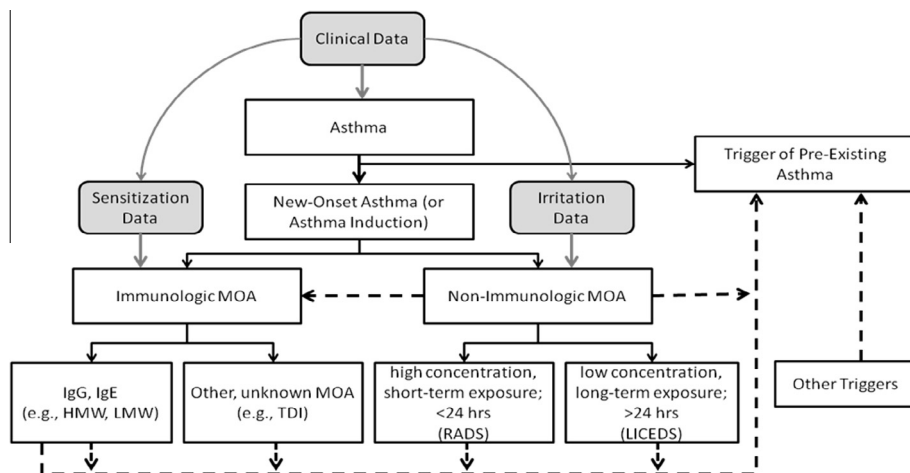 Clinical Data
Asthma
Trigger of Pre-Existing
Asthma
Sensitization
Data
New-Onset Asthma (or
Asthma Induction)
Irritation
Data
Immunologic MOA
Non-Immunologic MOA
IgG, IgE
(e.g., HMW, LMW)
Other, unknown MOA
(e.g., TDI)
high concentration,
short-term exposure;
<24 hrs
(RADS)
low concentration,
long-term exposure;
>24 hrs
(LICEDS)
Other Triggers